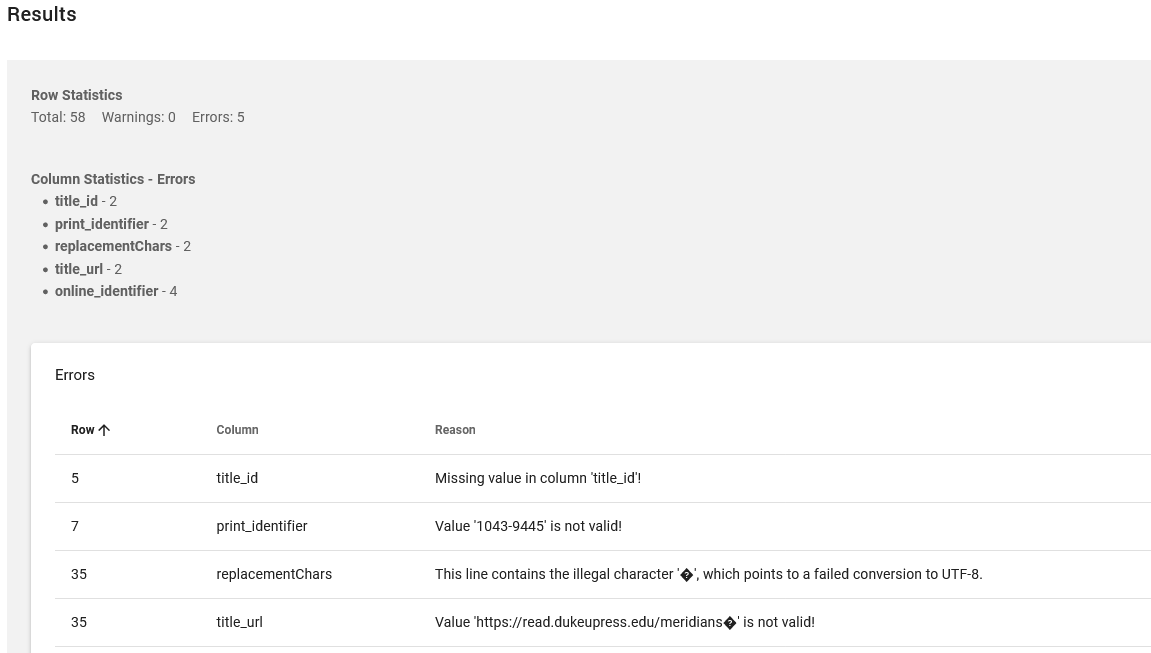 Results
Row Statistics
Total: 58 Warnings: 0 Errors: 5
Column Statistics - Errors
• title_id - 2
• print_identifier - 2
• replacementChars - 2
• title_url - 2
• online_identifier - 4
Errors
Row ↑ Column Reason
5 title_id Missing value in column 'title_id'!
7 print_identifier Value '1043-9445' is not valid!
35 replacementChars This line contains the illegal character '�', which points to a failed conversion to UTF-8.
35 title_url Value 'https://read.dukeupress.edu/meridians�' is not valid!